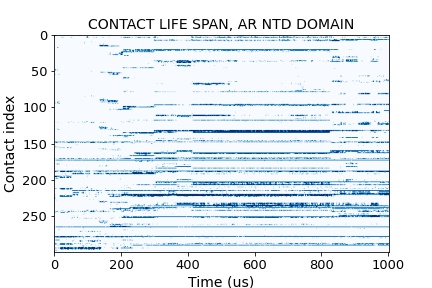 CONTACT LIFE SPAN, AR NTD DOMAIN
Contact index
0
50
100
150
200
250
0 200 400 600 800 1000
Time (us)